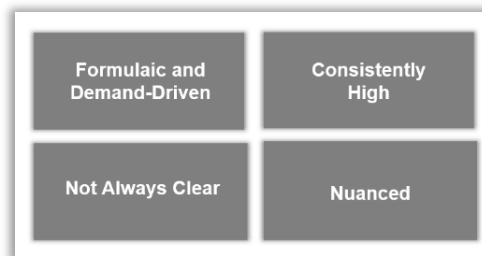 Formulaic and
Demand-Driven
Consistently
High
Not Always Clear
Nuanced